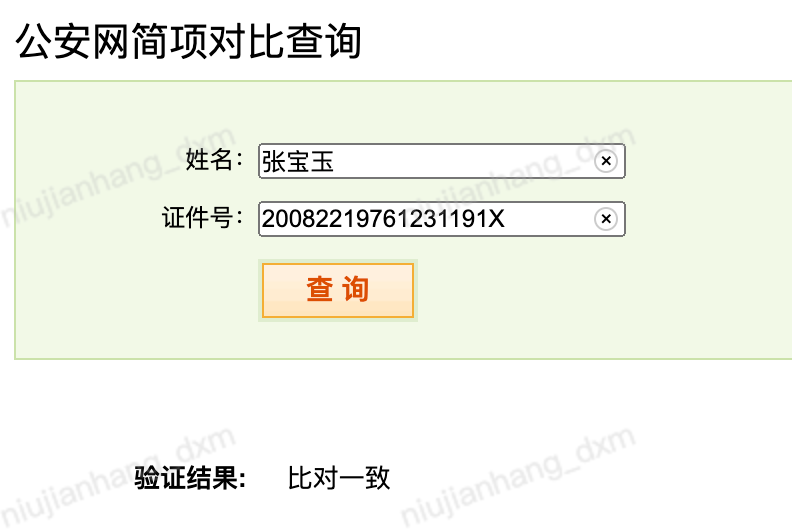 公安网简项对比查询
姓名：张宝玉
证件号：20082219761231191X
查 询
验证结果: 比对一致
niujianhang_dxm
niujianhang_dxm
niujianhang_dxm
niujianhang_dxm